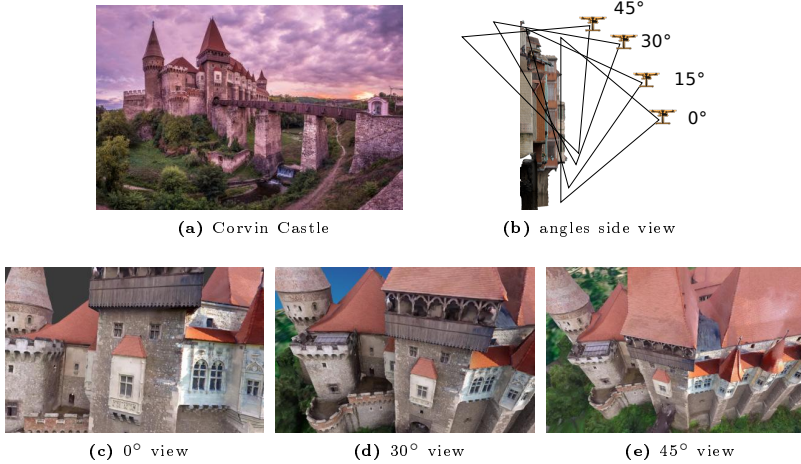 45°
30°
15°
0°
(a) Corvin Castle
(b) angles side view
(c) 0° view
(d) 30° view
(e) 45° view